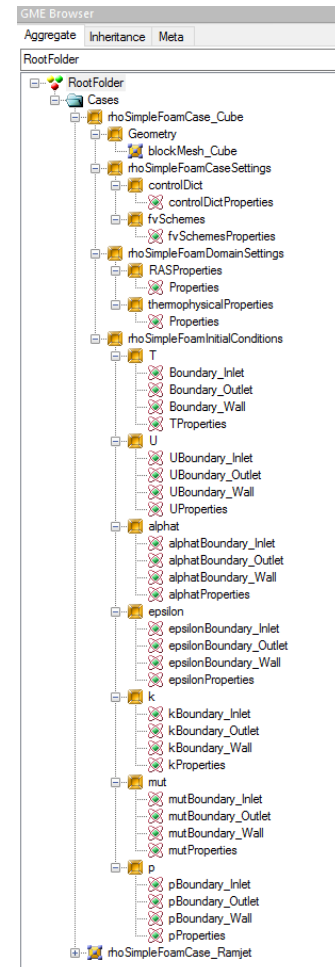 GME Browser
Aggregate Inheritance Meta
RootFolder
RootFolder
Cases
rhoSimpleFoamCase_Cube
Geometry
blockMesh_Cube
rhoSimpleFoamCaseSettings
controlDict
controlDictProperties
fvSchemes
fvSchemesProperties
rhoSimpleFoamDomainSettings
RASProperties
Properties
thermophysicalProperties
Properties
rhoSimpleFoamInitialConditions
T
Boundary_Inlet
Boundary_Outlet
Boundary_Wall
TProperties
U
UBoundary_Inlet
UBoundary_Outlet
UBoundary_Wall
UProperties
alphat
alphatBoundary_Inlet
alphatBoundary_Outlet
alphatBoundary_Wall
alphatProperties
epsilon
epsilonBoundary_Inlet
epsilonBoundary_Outlet
epsilonBoundary_Wall
epsilonProperties
k
kBoundary_Inlet
kBoundary_Outlet
kBoundary_Wall
kProperties
mut
mutBoundary_Inlet
mutBoundary_Outlet
mutBoundary_Wall
mutProperties
p
pBoundary_Inlet
pBoundary_Outlet
pBoundary_Wall
pProperties
rhoSimpleFoamCase_Ramjet